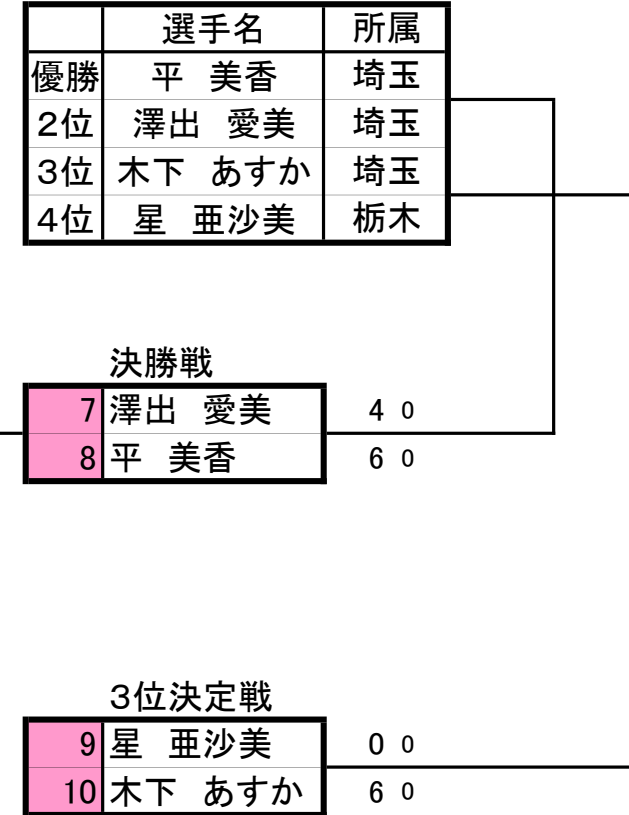 選手名 所属
優勝 平 美香 埼玉
2位 澤出 愛美 埼玉
3位 木下 あすか 埼玉
4位 星 亜沙美 栃木
決勝戦
7 澤出 愛美 4 0
8 平 美香 6 0
3位決定戦
9 星 亜沙美 0 0
10 木下 あすか 6 0